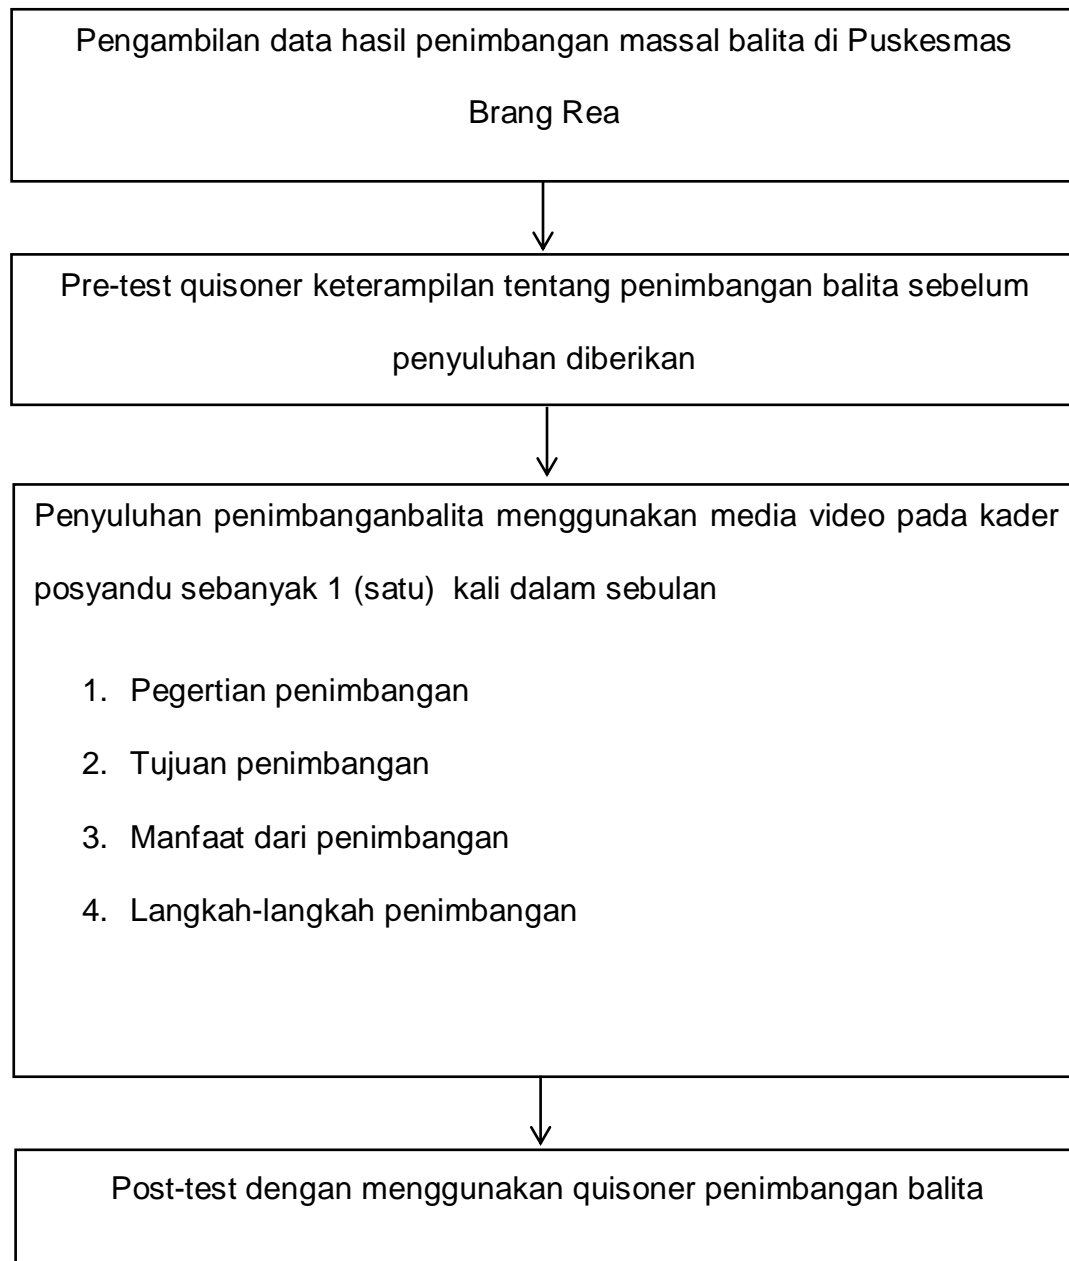 Pengambilan data hasil penimbangan massal balita di Puskesmas
Brang Rea
Pre-test quisoner keterampilan tentang penimbangan balita sebelum
penyuluhan diberikan
Penyuluhan penimbanganbalita menggunakan media video pada kader
posyandu sebanyak 1 (satu) kali dalam sebulan
1. Pegertian penimbangan
2. Tujuan penimbangan
3. Manfaat dari penimbangan
4. Langkah-langkah penimbangan
Post-test dengan menggunakan quisoner penimbangan balita